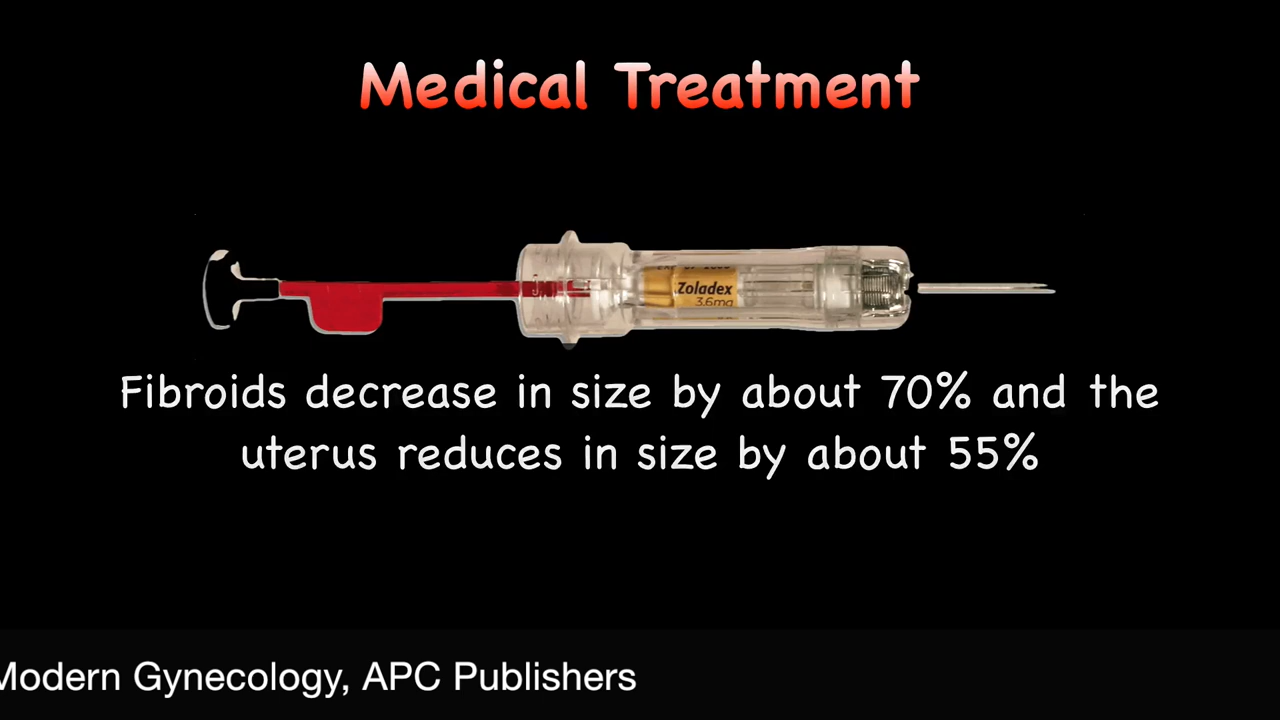 Medical Treatment
Zoladex
3.6mg
Fibroids decrease in size by about 70% and the
uterus reduces in size by about 55%
Modern Gynecology, APC Publishers